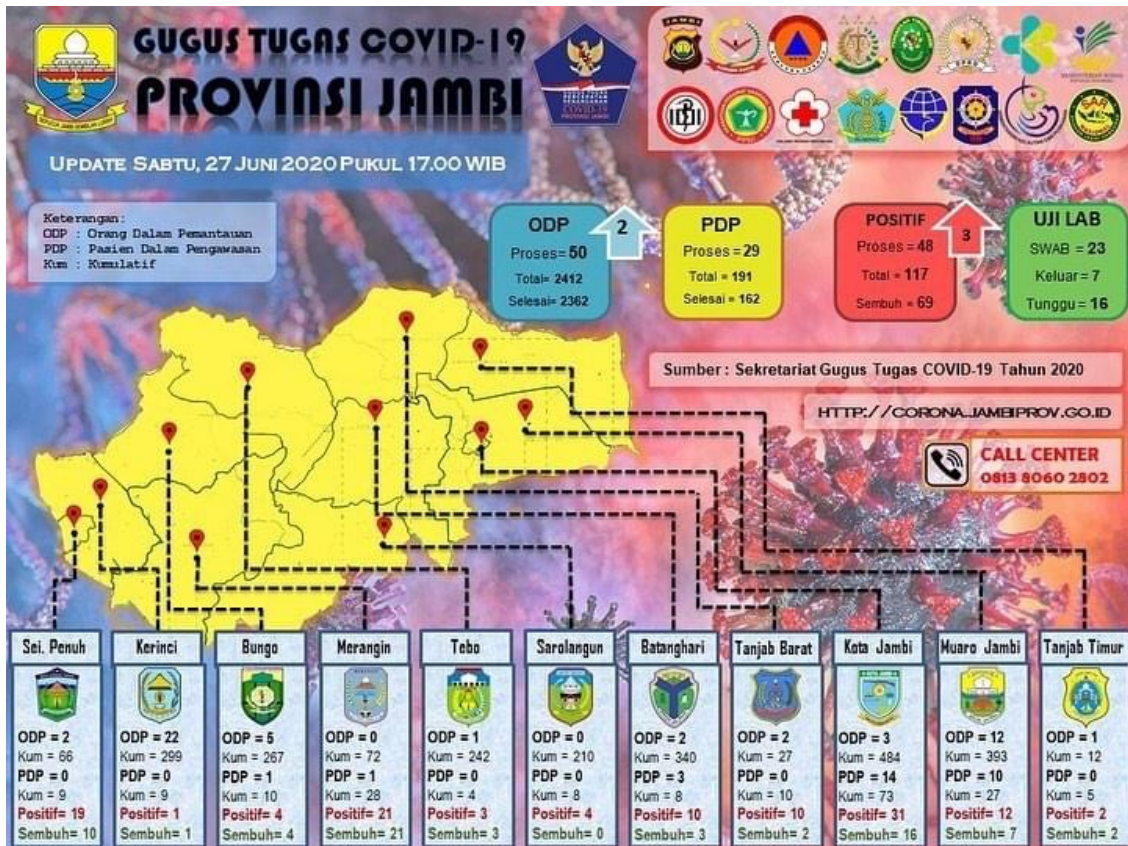 GUGUS TUGAS COVID-19
PROVINSI JAMBI
UPDATE SABTU, 27 JUNI 2020 PUKUL 17.00 WIB
JAMBI
COVID-19
PROVINSI JAMBI
Keterangan :
ODP : Orang Dalam Pemantauan
PDP : Pasien Dalam Pengawasan
Kum : Kumulatif
ODP
Proses= 50
Total= 2412
Selesai= 2362
2
PDP
Proses = 29
Total = 191
Selesai = 162
POSITIF
Proses = 48
Total = 117
Sembuh = 69
3
UJI LAB
SWAB = 23
Keluar = 7
Tunggu = 16
Sumber : Sekretariat Gugus Tugas COVID-19 Tahun 2020
HTTP://CORONA.JAMBIPROV.GO.ID
CALL CENTER
0813 8060 2802
Sei. Penuh
ODP = 2
Kum = 66
PDP = 0
Kum = 9
Positif= 19
Sembuh= 10
Kerinci
ODP = 22
Kum = 299
PDP = 0
Kum = 9
Positif= 1
Sembuh= 1
Bungo
ODP = 5
Kum = 267
PDP = 1
Kum = 10
Positif= 4
Sembuh= 4
Merangin
ODP = 0
Kum = 72
PDP = 1
Kum = 28
Positif= 21
Sembuh= 21
Tebo
ODP = 1
Kum = 242
PDP = 0
Kum = 4
Positif= 3
Sembuh= 3
Sarolangun
ODP = 0
Kum = 210
PDP = 0
Kum = 8
Positif= 4
Sembuh= 0
Batanghari
ODP = 2
Kum = 340
PDP = 3
Kum = 8
Positif= 10
Sembuh= 3
Tanjab Barat
ODP = 2
Kum = 27
PDP = 0
Kum = 10
Positif= 10
Sembuh= 2
Kota Jambi
ODP = 3
Kum = 484
PDP = 14
Kum = 73
Positif= 31
Sembuh= 16
Muaro Jambi
ODP = 12
Kum = 393
PDP = 10
Kum = 27
Positif= 12
Sembuh= 7
Tanjab Timur
ODP = 1
Kum = 12
PDP = 0
Kum = 5
Positif= 2
Sembuh= 2